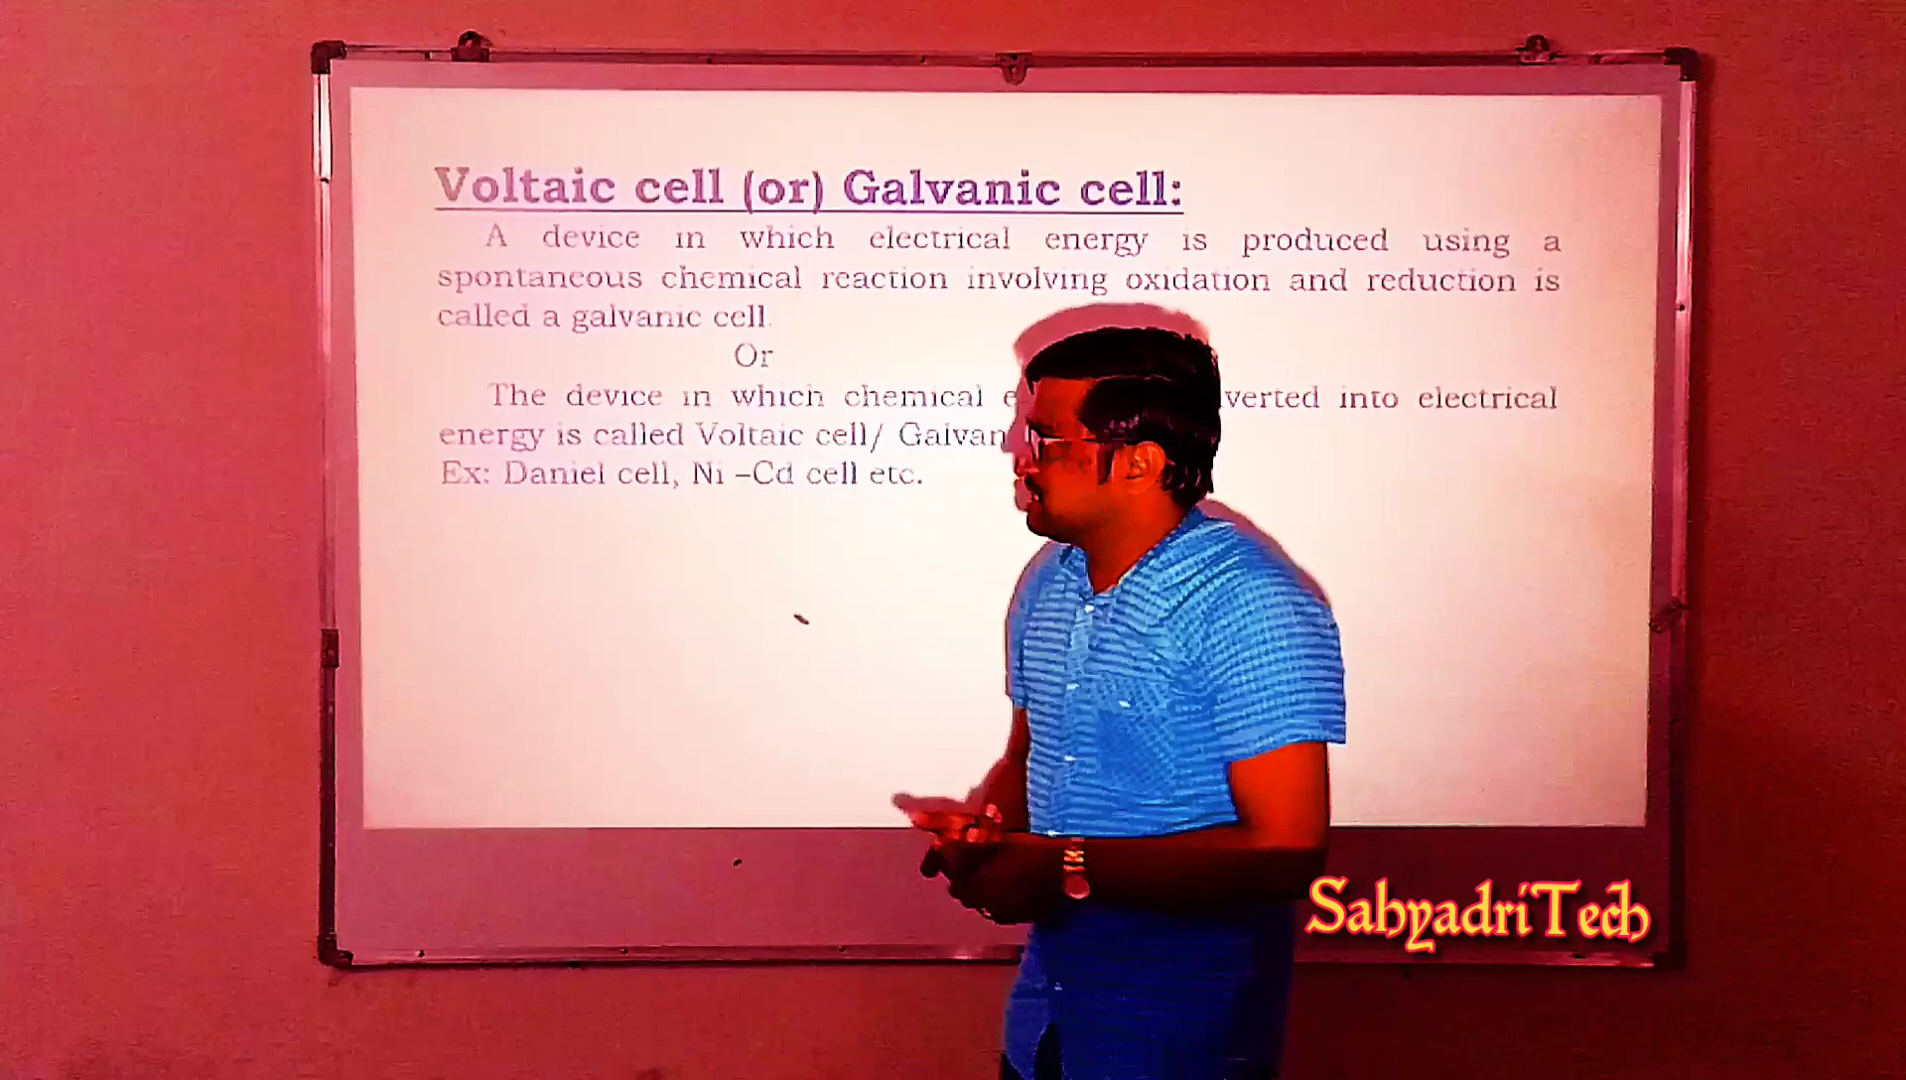 Voltaic cell (or) Galvanic cell:
A device in which electrical energy is produced using a
spontaneous chemical reaction involving oxidation and reduction is
called a galvanic cell.
Or
The device in which chemical e verted into electrical
energy is called Voltaic cell/ Galvan
Ex: Daniel cell, Ni –Cd cell etc.
SahyadriTech